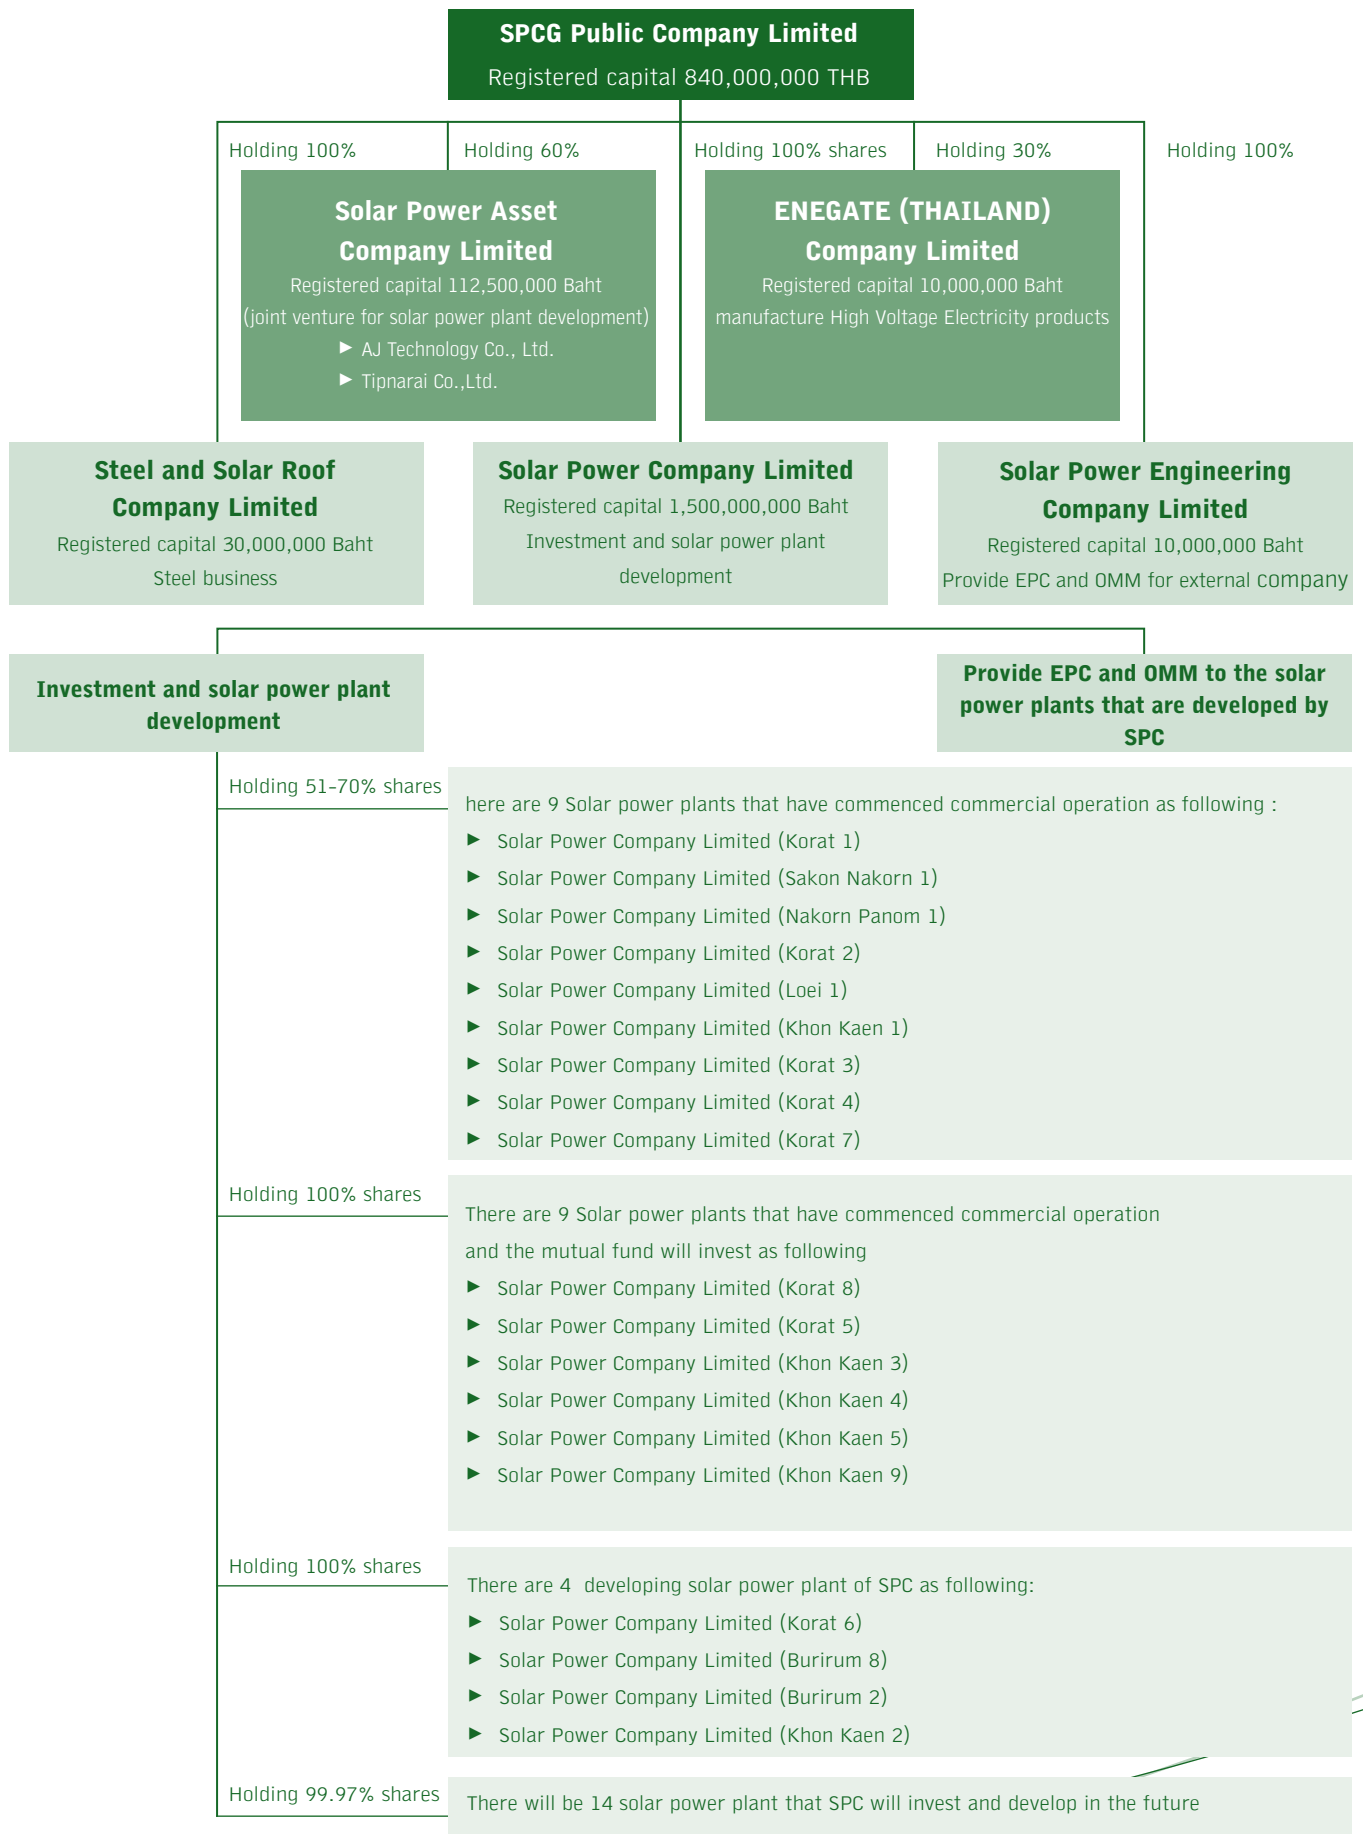 SPCG Public Company Limited
Registered capital 840,000,000 THB
Holding 100%
Holding 60%
Holding 100% shares
Holding 30%
Holding 100%
Solar Power Asset
Company Limited
Registered capital 112,500,000 Baht
(joint venture for solar power plant development)
► AJ Technology Co., Ltd.
► Tipnarai Co.,Ltd.
ENEGATE (THAILAND)
Company Limited
Registered capital 10,000,000 Baht
manufacture High Voltage Electricity products
Steel and Solar Roof
Company Limited
Registered capital 30,000,000 Baht
Steel business
Solar Power Company Limited
Registered capital 1,500,000,000 Baht
Investment and solar power plant
development
Solar Power Engineering
Company Limited
Registered capital 10,000,000 Baht
Provide EPC and OMM for external company
Investment and solar power plant
development
Provide EPC and OMM to the solar
power plants that are developed by
SPC
Holding 51-70% shares
here are 9 Solar power plants that have commenced commercial operation as following :
► Solar Power Company Limited (Korat 1)
► Solar Power Company Limited (Sakon Nakorn 1)
► Solar Power Company Limited (Nakorn Panom 1)
► Solar Power Company Limited (Korat 2)
► Solar Power Company Limited (Loei 1)
► Solar Power Company Limited (Khon Kaen 1)
► Solar Power Company Limited (Korat 3)
► Solar Power Company Limited (Korat 4)
► Solar Power Company Limited (Korat 7)
Holding 100% shares
There are 9 Solar power plants that have commenced commercial operation
and the mutual fund will invest as following
► Solar Power Company Limited (Korat 8)
► Solar Power Company Limited (Korat 5)
► Solar Power Company Limited (Khon Kaen 3)
► Solar Power Company Limited (Khon Kaen 4)
► Solar Power Company Limited (Khon Kaen 5)
► Solar Power Company Limited (Khon Kaen 9)
Holding 100% shares
There are 4 developing solar power plant of SPC as following:
► Solar Power Company Limited (Korat 6)
► Solar Power Company Limited (Burirum 8)
► Solar Power Company Limited (Burirum 2)
► Solar Power Company Limited (Khon Kaen 2)
Holding 99.97% shares
There will be 14 solar power plant that SPC will invest and develop in the future